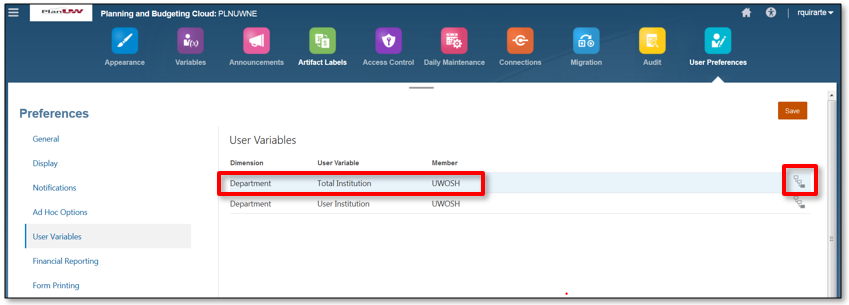 PlanUW Planning and Budgeting Cloud: PLNUWNE rquirarte
Appearance Variables Announcements Artifact Labels Access Control Daily Maintenance Connections Migration Audit User Preferences
Preferences Save
General
Display
Notifications
Ad Hoc Options
User Variables
Financial Reporting
Form Printing
User Variables
Dimension User Variable Member
Department Total Institution UWOSH
Department User Institution UWOSH